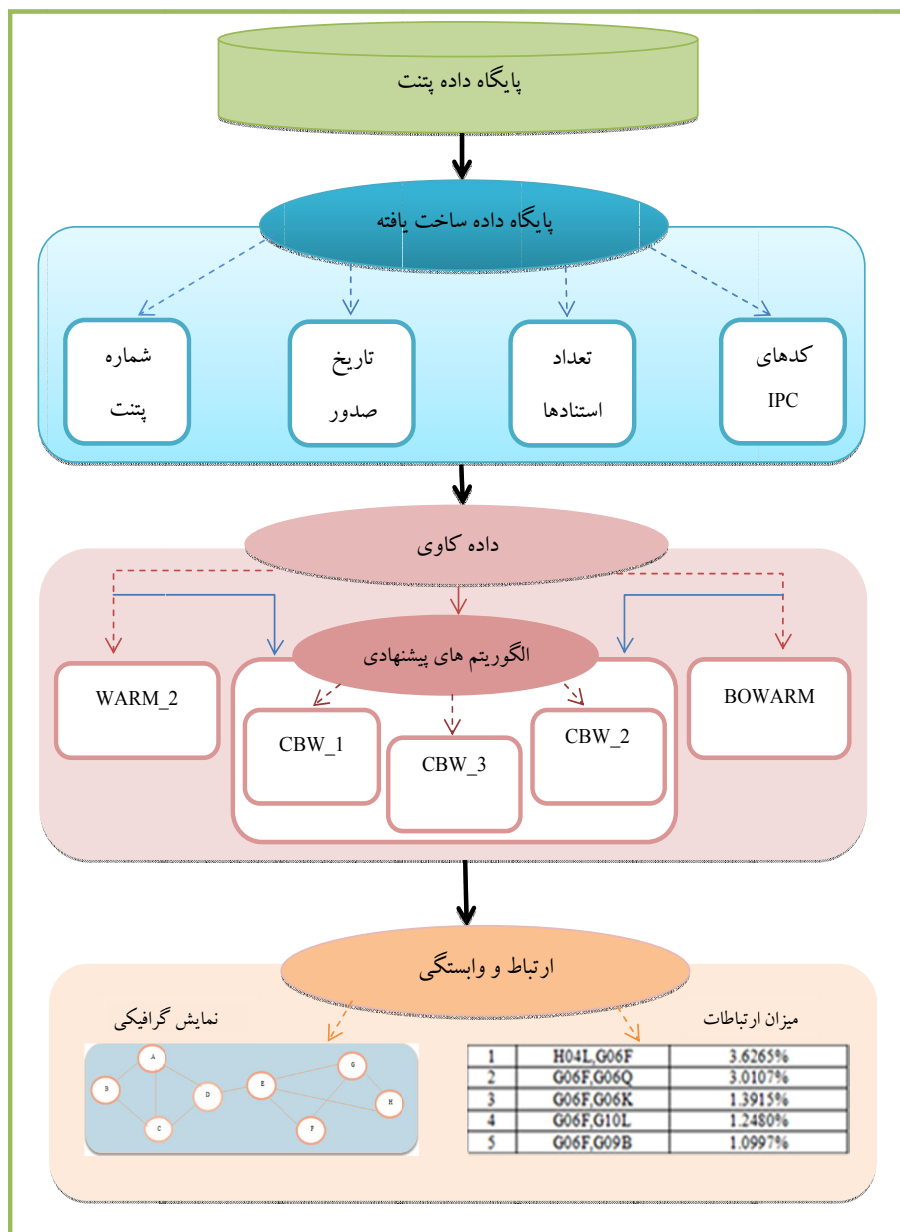 پایگاه داده پتنت
پایگاه داده ساخت یافته
کدهای
IPC
تعداد
استنادها
تاریخ
صدور
شماره
پتنت
داده کاوی
الگوریتم های پیشنهادی
BOWARM
WARM_2
CBW_2
CBW_1
CBW_3
ارتباط و وابستگی
میزان ارتباطات
1 H04L,G06F 3.6265%
2 G06F,G06Q 3.0107%
3 G06F,G06K 1.3915%
4 G06F,G10L 1.2480%
5 G06F,G09B 1.0997%
نمایش گرافیکی
A
B
C
D
E
F
G
H